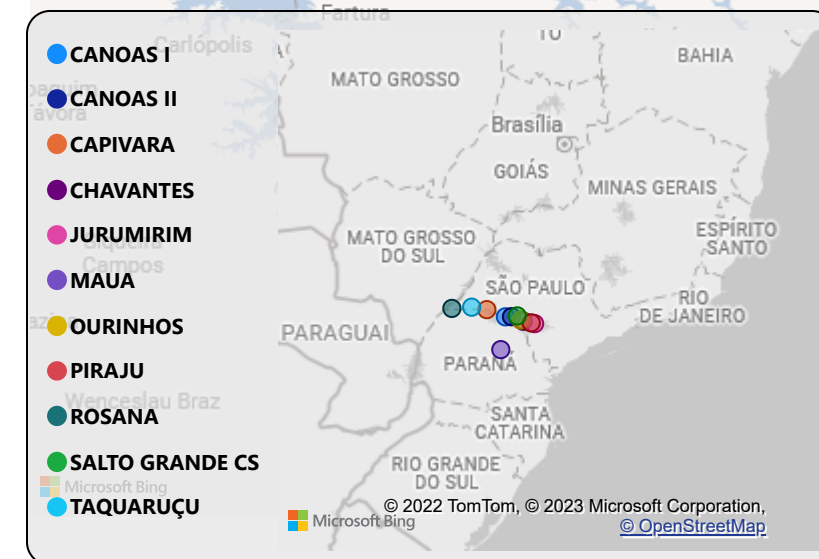 Fartura
Carlópolis
CANOAS I
CANOAS II
CAPIVARA
CHAVANTES
JURUMIRIM
Campos
MAUA
OURINHOS
PIRAJU
Wenceslau Braz
ROSANA
SALTO GRANDE CS
Microsoft Bing
TAQUARUÇU
TO
BAHIA
MATO GROSSO
Brasília
GOIÁS
MINAS GERAIS
ESPÍRITO
SANTO
MATO GROSSO
DO SUL
SÃO PAULO
RIO
DE JANEIRO
PARAGUAI
PARANÁ
SANTA
CATARINA
RIO GRANDE
DO SUL
Microsoft Bing
© 2022 TomTom, © 2023 Microsoft Corporation,
© OpenStreetMap